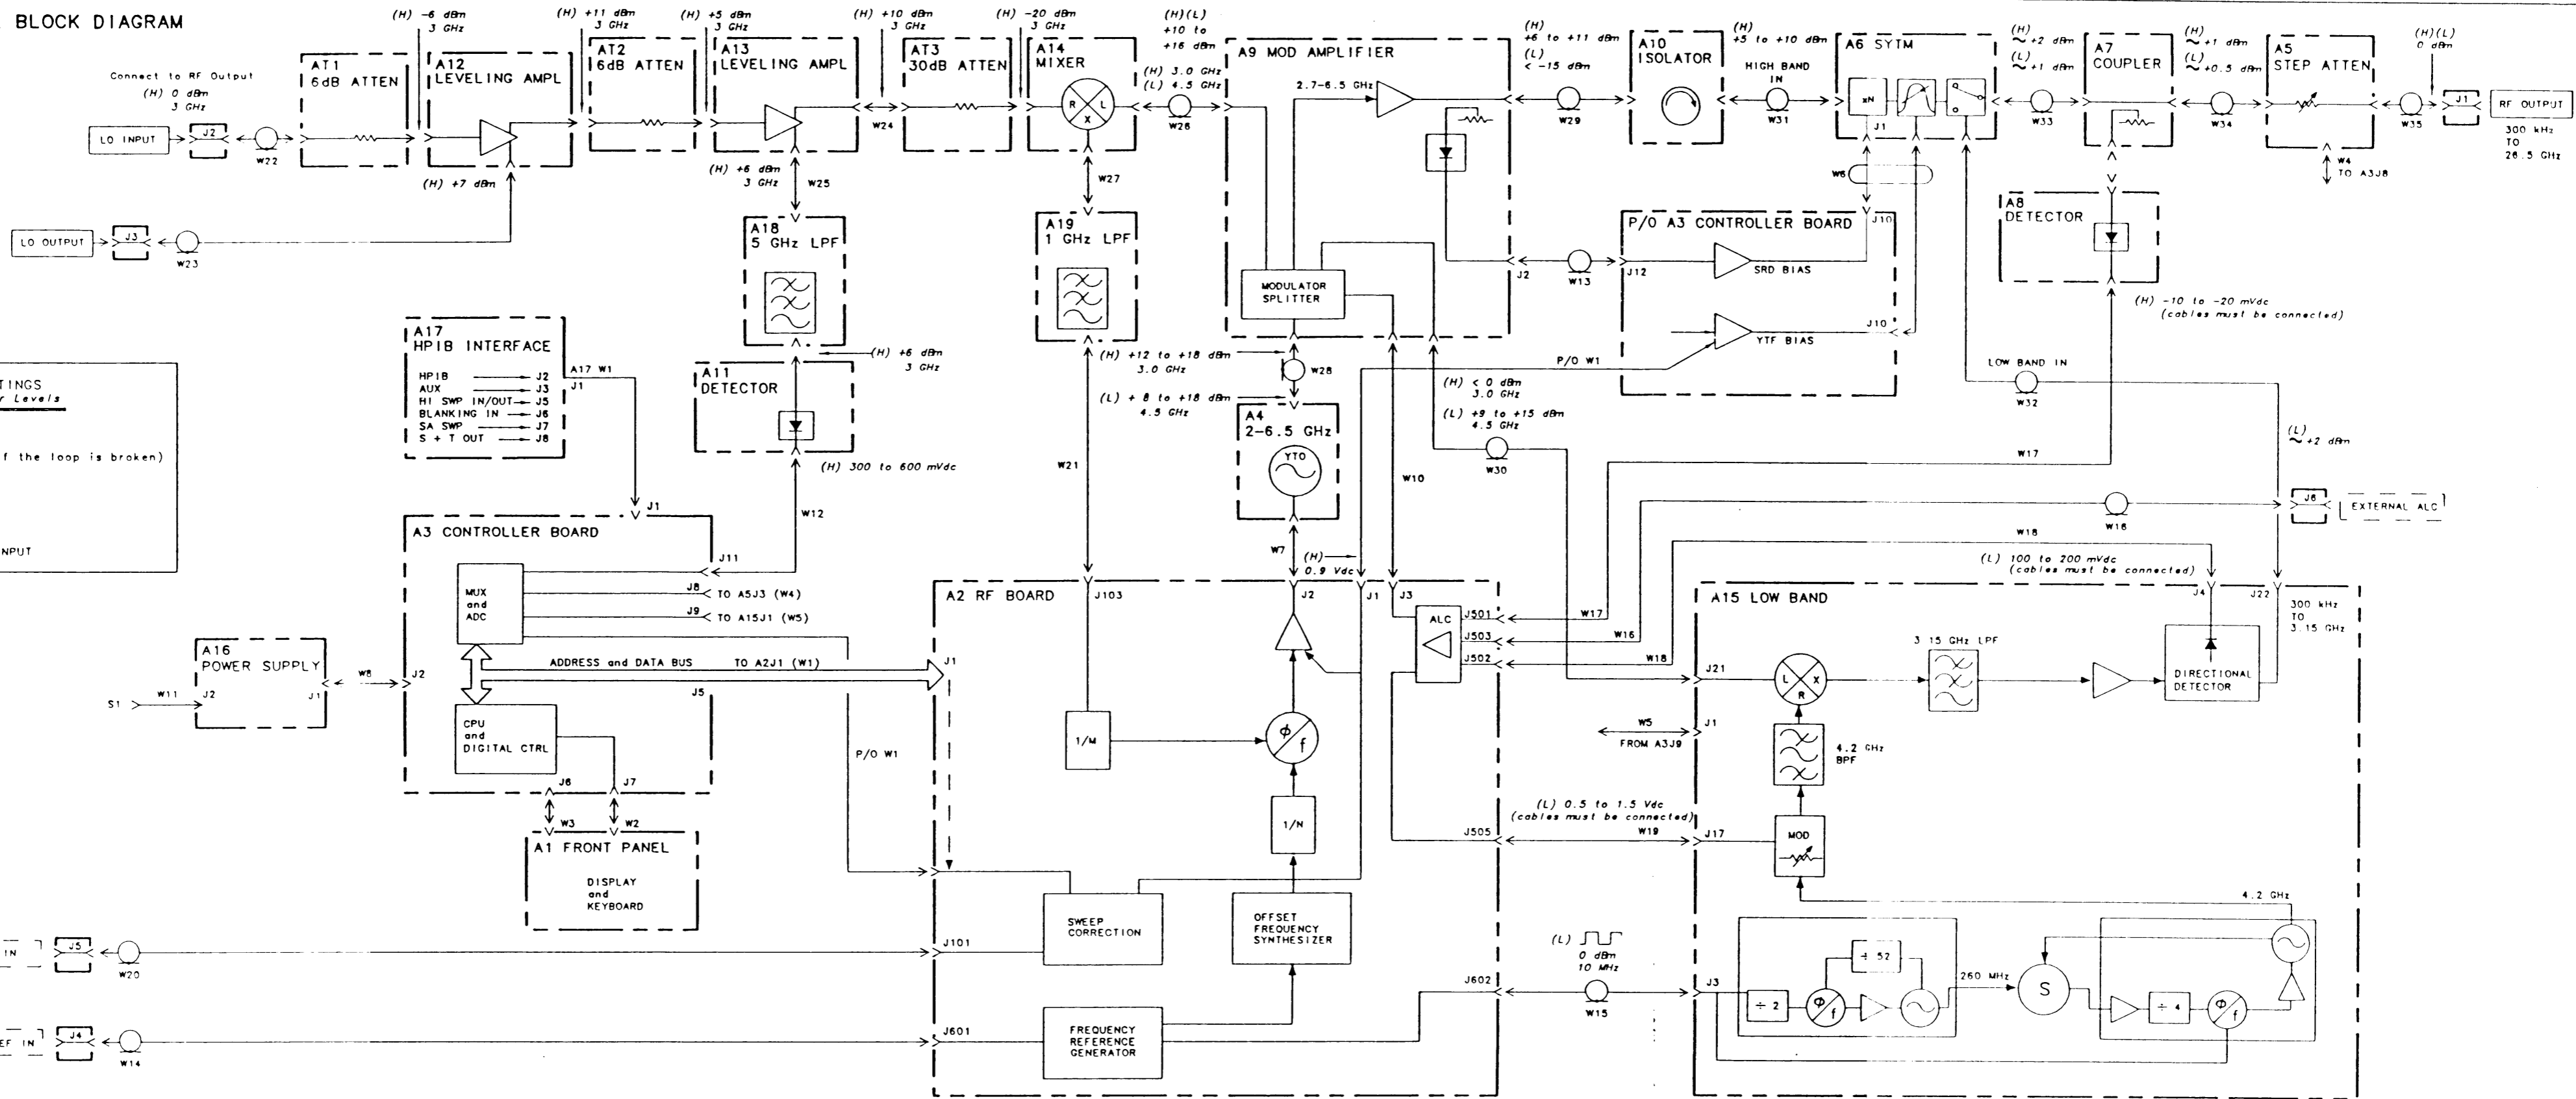 BLOCK DIAGRAM
Connect to RF Output
(H) 0 dBm
3 GHz
LO INPUT
J2
W22
AT1
6dB ATTEN
(H) -6 dBm
3 GHz
A12
LEVELING AMPL
(H) +7 dBm
(H) +11 dBm
3 GHz
AT2
6dB ATTEN
(H) +5 dBm
3 GHz
A13
LEVELING AMPL
(H) +6 dBm
3 GHz
W25
(H) +10 dBm
3 GHz
W24
AT3
30dB ATTEN
(H) -20 dBm
3 GHz
A14
MIXER
R
L
X
W27
(H)(L)
+10 to
+16 dBm
(H) 3.0 GHz
(L) 4.5 GHz
W26
A9 MOD AMPLIFIER
2.7-6.5 GHz
MODULATOR
SPLITTER
J2
W13
(H)
+6 to +11 dBm
(L)
< -15 dBm
W29
A10
ISOLATOR
(H)
+5 to +10 dBm
HIGH BAND
IN
W31
A6 SYTM
xN
J1
W6
(H)
~+2 dBm
(L)
~+1 dBm
W33
A7
COUPLER
(H)
~+1 dBm
(L)
~+0.5 dBm
W34
A5
STEP ATTEN
W4
TO A3J8
(H)(L)
0 dBm
W35
J1
RF OUTPUT
300 kHz
TO
26.5 GHz
LO OUTPUT
J3
W23
A18
5 GHz LPF
A19
1 GHz LPF
P/O A3 CONTROLLER BOARD
J10
J12
SRD BIAS
J10
YTF BIAS
P/O W1
A8
DETECTOR
(H) -10 to -20 mVdc
(cables must be connected)
A17
HPIB INTERFACE
HPIB J2
AUX J3
HI SWP IN/OUT J5
BLANKING IN J6
SA SWP J7
S + T OUT J8
A17 W1
J1
A11
DETECTOR
(H) +6 dBm
3 GHz
(H) 300 to 600 mVdc
W12
(H) +12 to +18 dBm
3.0 GHz
W28
(L) + 8 to +18 dBm
4.5 GHz
A4
2-6.5 GHz
YTO
W7
(H)
0.9 Vdc
W21
W10
(H) < 0 dBm
3.0 GHz
(L) +9 to +15 dBm
4.5 GHz
W30
LOW BAND IN
W32
(L)
~+2 dBm
W17
W16
J6
EXTERNAL ALC
W18
TINGS
r Levels
f the loop is broken)
NPUT
J1
A3 CONTROLLER BOARD
MUX
and
ADC
J11
J8
TO A5J3 (W4)
J9
TO A15J1 (W5)
ADDRESS and DATA BUS TO A2J1 (W1)
J5
J2
CPU
and
DIGITAL CTRL
J6
J7
P/O W1
A16
POWER SUPPLY
J2
J1
W8
S1
W11
W3
W2
A1 FRONT PANEL
DISPLAY
and
KEYBOARD
A2 RF BOARD
J103
J2
J1
J3
J1
ALC
J501
J503
J502
W17
W16
W18
1/M
Φ
f
1/N
SWEEP
CORRECTION
OFFSET
FREQUENCY
SYNTHESIZER
FREQUENCY
REFERENCE
GENERATOR
J101
J601
J505
J602
IN
J5
W20
EF IN
J4
W14
(L) 100 to 200 mVdc
(cables must be connected)
A15 LOW BAND
J4
J22
300 kHz
TO
3.15 GHz
J21
L
X
R
3.15 GHz LPF
DIRECTIONAL
DETECTOR
W5
FROM A3J9
J1
4.2 GHz
BPF
(L) 0.5 to 1.5 Vdc
(cables must be connected)
W19
J17
MOD
4.2 GHz
(L)
0 dBm
10 MHz
W15
J3
÷ 2
Φ
f
÷ 52
260 MHz
S
÷ 4
Φ
f